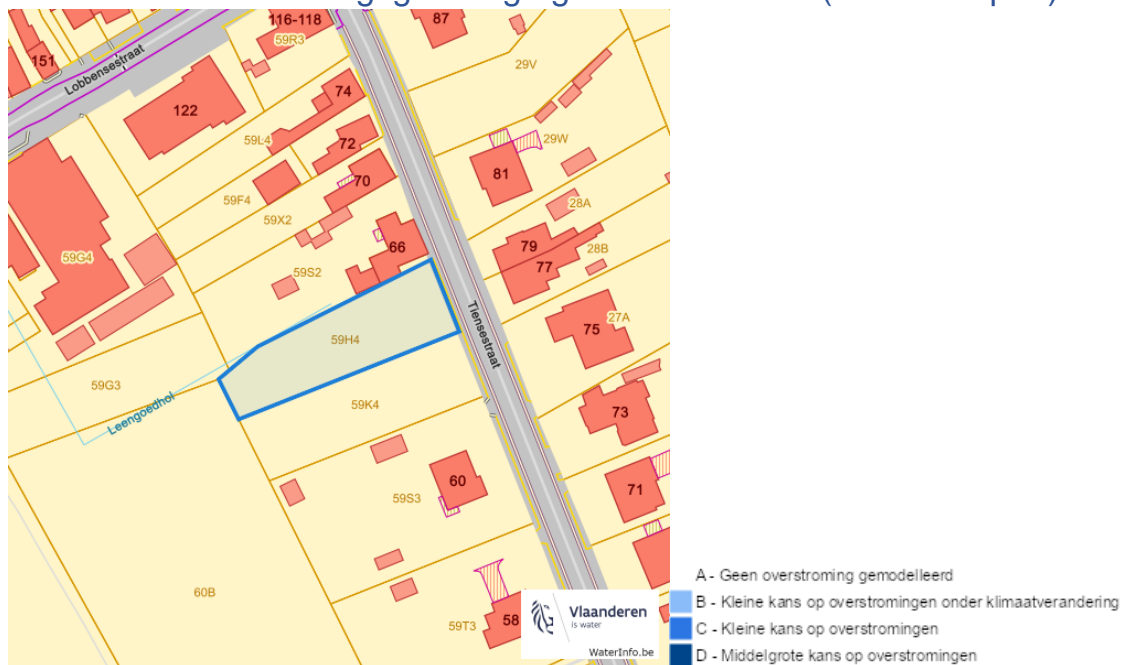 87
116-118
59R3
151
Lobbensestraat
29V
74
122
59L4
72
29W
81
70
59F4
28A
59X2
79
28B
66
77
59G4
59S2
Tiensestraat
27A
75
59H4
59G3
59K4
73
Leengoedhol
60
71
59S3
60B
58
59T3
Vlaanderen
is water
WaterInfo.be
A - Geen overstroming gemodelleerd
B - Kleine kans op overstromingen onder klimaatverandering
C - Kleine kans op overstromingen
D - Middelgrote kans op overstromingen